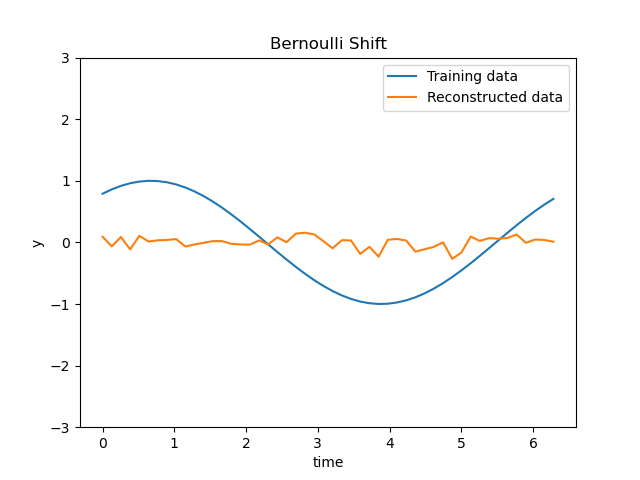 Bernoulli Shift
Training data
Reconstructed data
3
2
1
0
−1
−2
−3
y
0 1 2 3 4 5 6
time